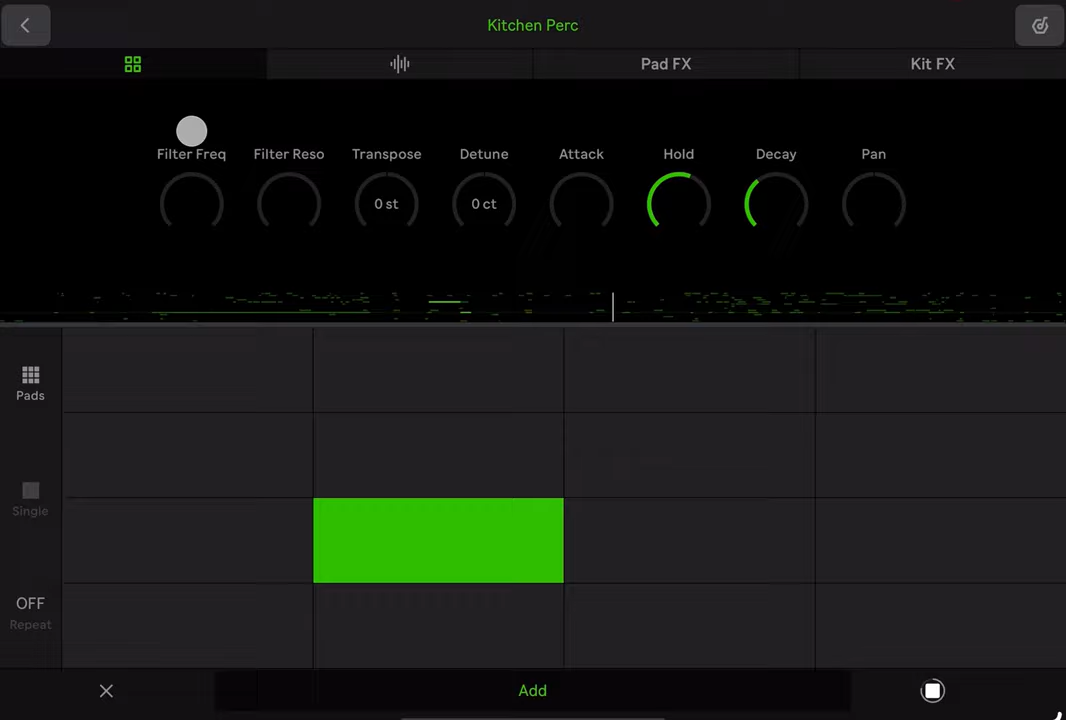 Kitchen Perc
Pad FX
Kit FX
Filter Freq
Filter Reso
Transpose
Detune
Attack
Hold
Decay
Pan
0 st
0 ct
Pads
Single
OFF
Repeat
Add